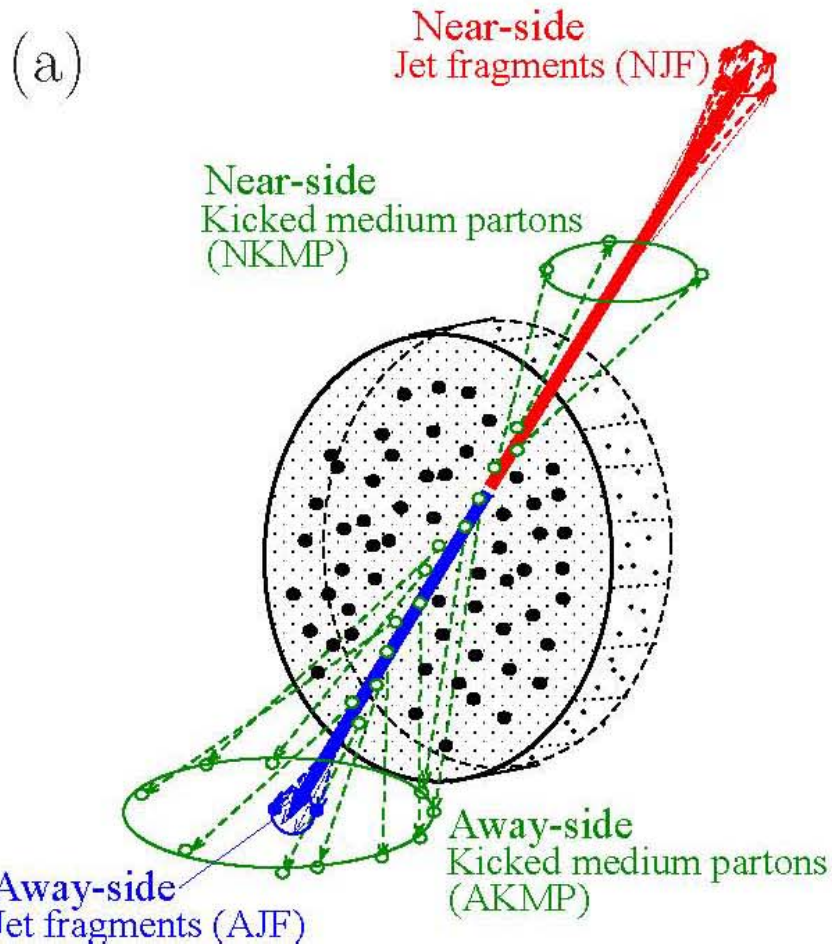 (a)
Near-side
Jet fragments (NJF)
Near-side
Kicked medium partons
(NKMP)
Away-side
Kicked medium partons
(AKMP)
Away-side
Jet fragments (AJF)